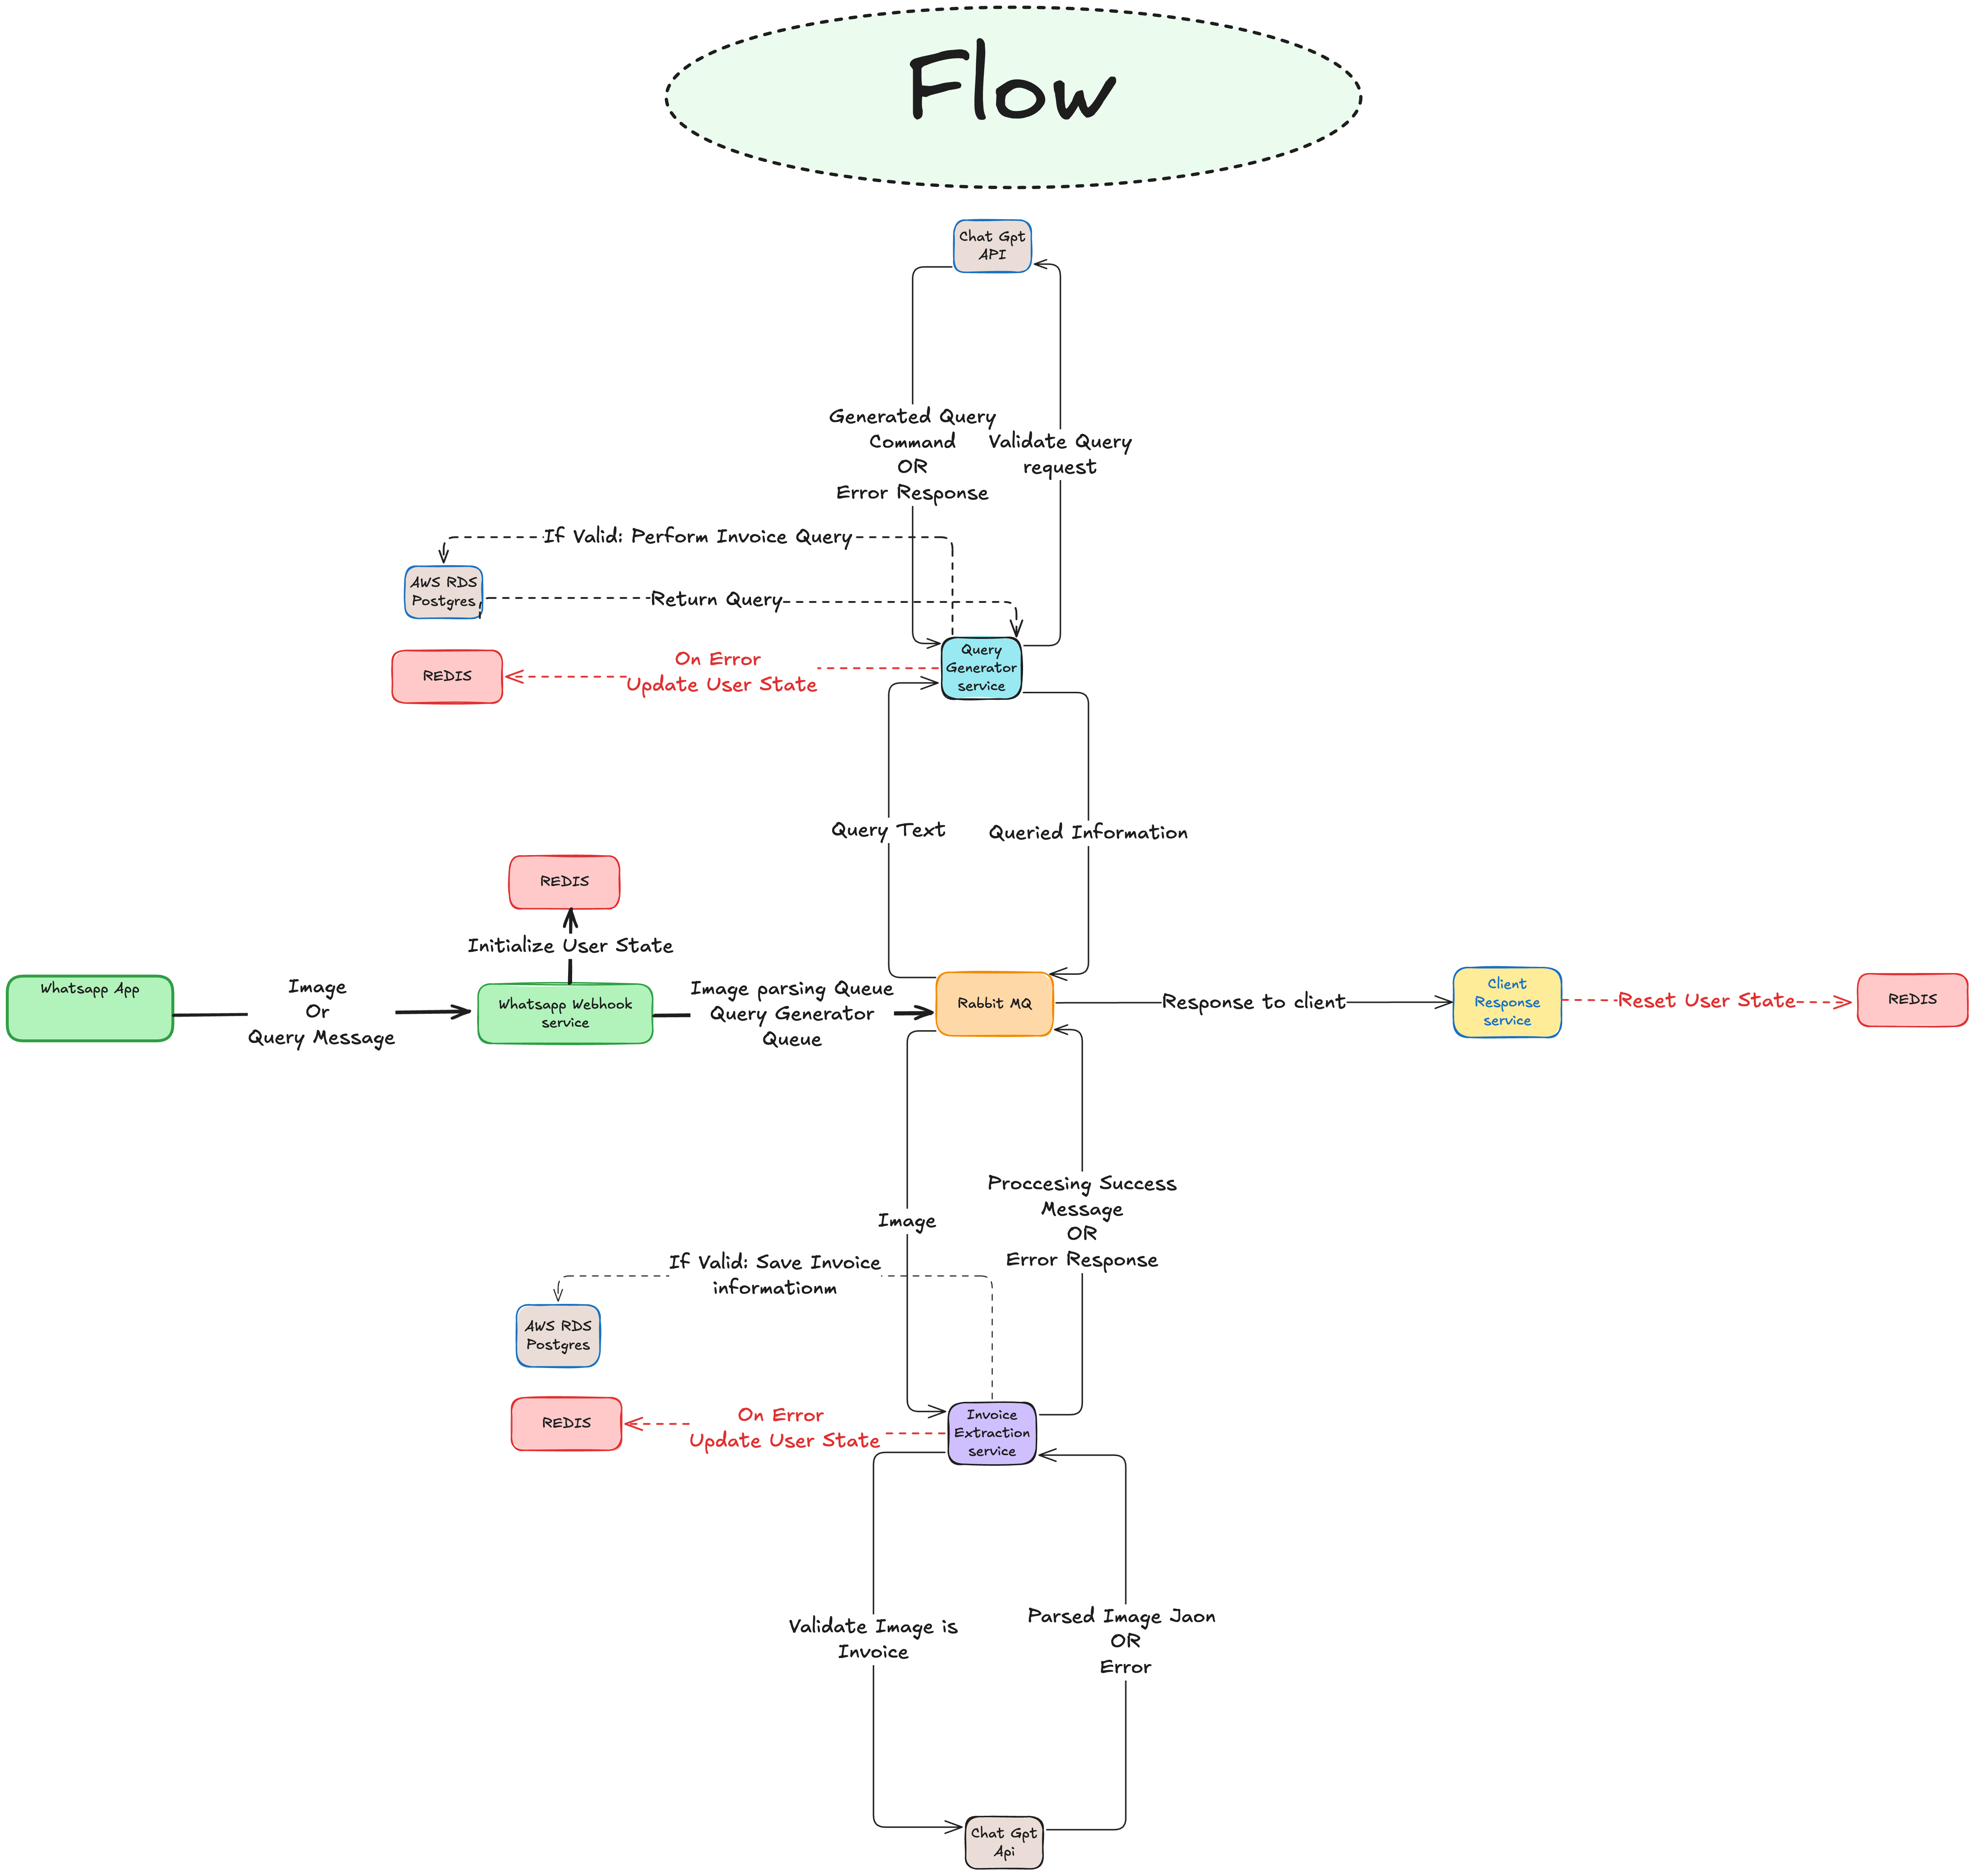 Flow
Chat Gpt
API
Generated Query
Command
OR
Error Response
Validate Query
request
If Valid: Perform Invoice Query
AWS RDS
Postgres
Return Query
Query
Generator
service
REDIS
On Error
Update User State
Query Text
Queried Information
REDIS
Initialize User State
Whatsapp App
Image
Or
Query Message
Whatsapp Webhook
service
Image parsing Queue
Query Generator
Queue
Rabbit MQ
Response to client
Client
Response
service
Reset User State
REDIS
Image
Proccesing Success
Message
OR
Error Response
If Valid: Save Invoice
informationm
AWS RDS
Postgres
REDIS
On Error
Update User State
Invoice
Extraction
service
Validate Image is
Invoice
Parsed Image Jaon
OR
Error
Chat Gpt
Api